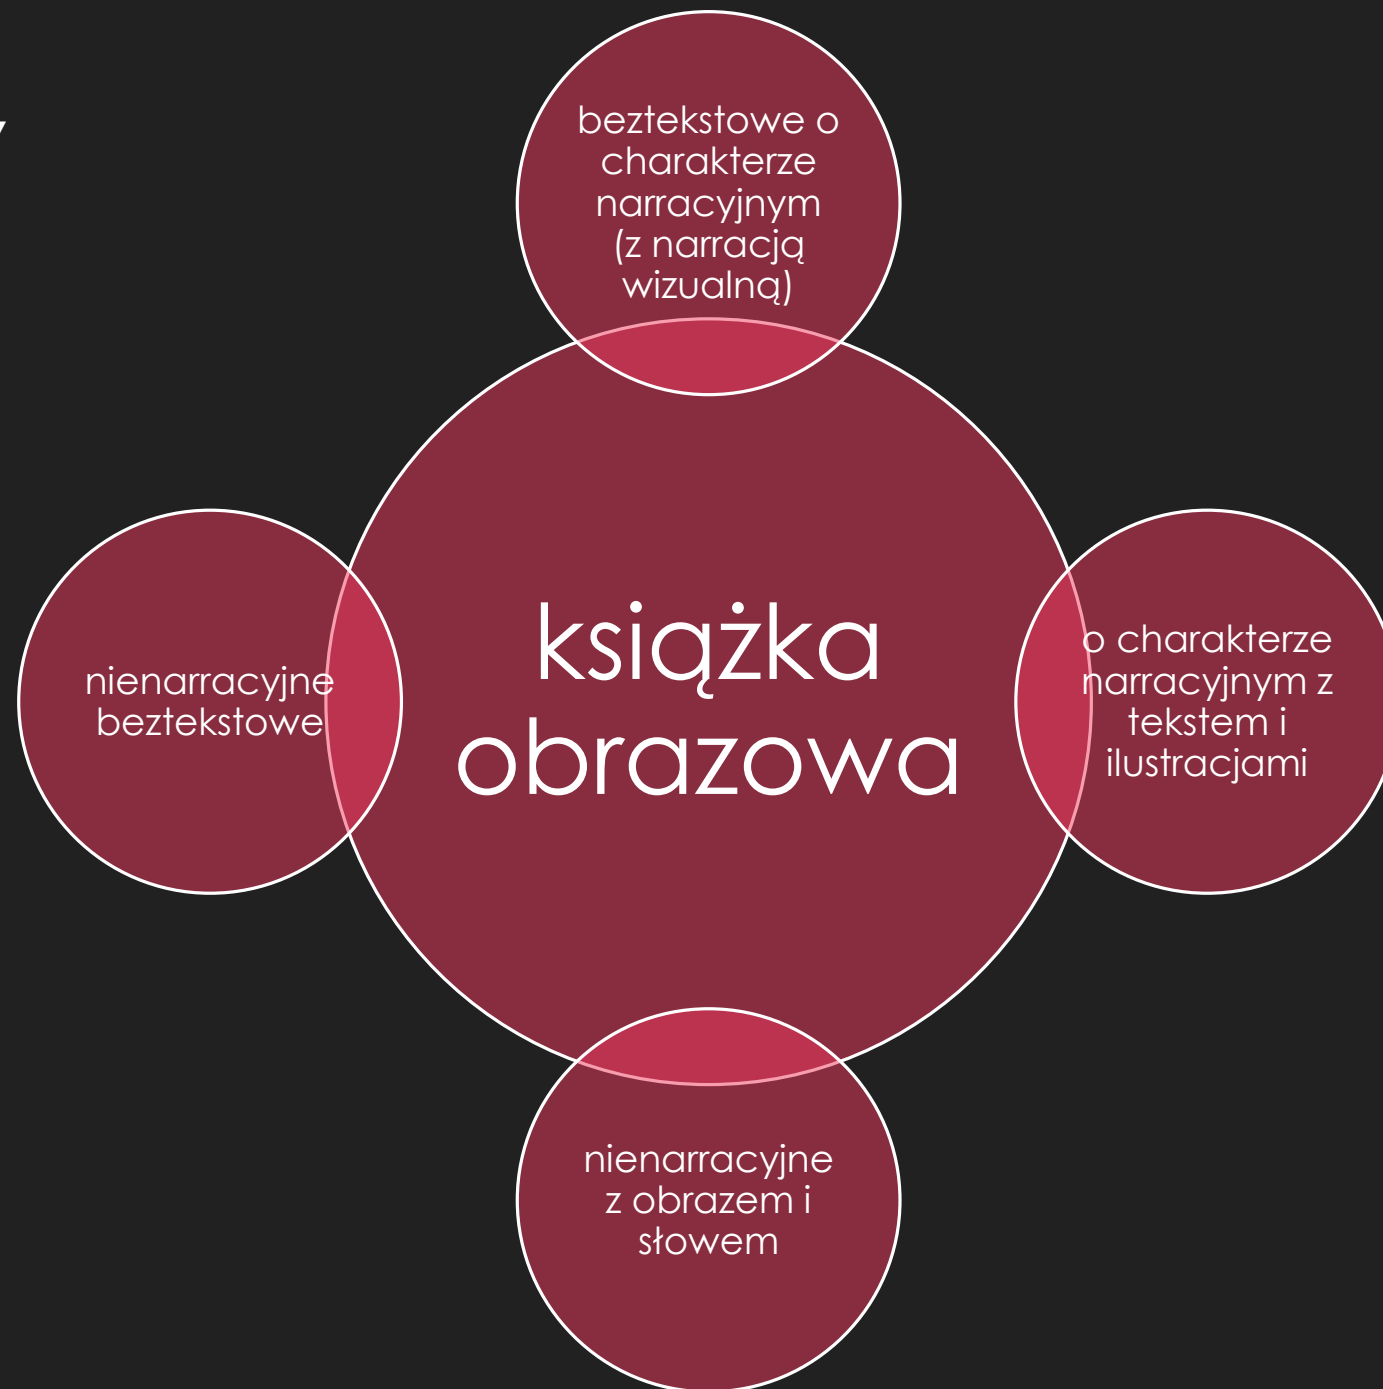 beztekstowe o
charakterze
narracyjnym
(z narracją
wizualną)
nienarracyjne
beztekstowe
książka
obrazowa
o charakterze
narracyjnym z
tekstem i
ilustracjami
nienarracyjne
z obrazem i
słowem